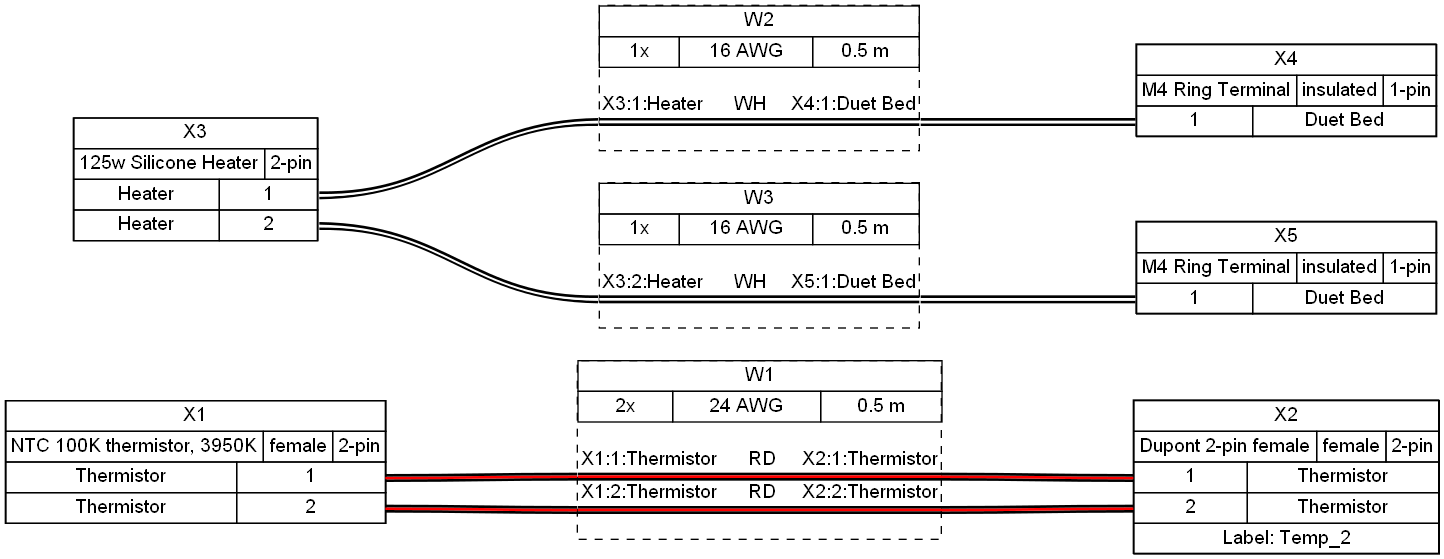 W2
1x 16 AWG 0.5 m
X3:1:Heater WH X4:1:Duet Bed
X4
M4 Ring Terminal insulated 1-pin
1 Duet Bed
X3
125w Silicone Heater 2-pin
Heater 1
Heater 2
W3
1x 16 AWG 0.5 m
X3:2:Heater WH X5:1:Duet Bed
X5
M4 Ring Terminal insulated 1-pin
1 Duet Bed
W1
2x 24 AWG 0.5 m
X1:1:Thermistor RD X2:1:Thermistor
X1:2:Thermistor RD X2:2:Thermistor
X1
NTC 100K thermistor, 3950K female 2-pin
Thermistor 1
Thermistor 2
X2
Dupont 2-pin female female 2-pin
1 Thermistor
2 Thermistor
Label: Temp_2